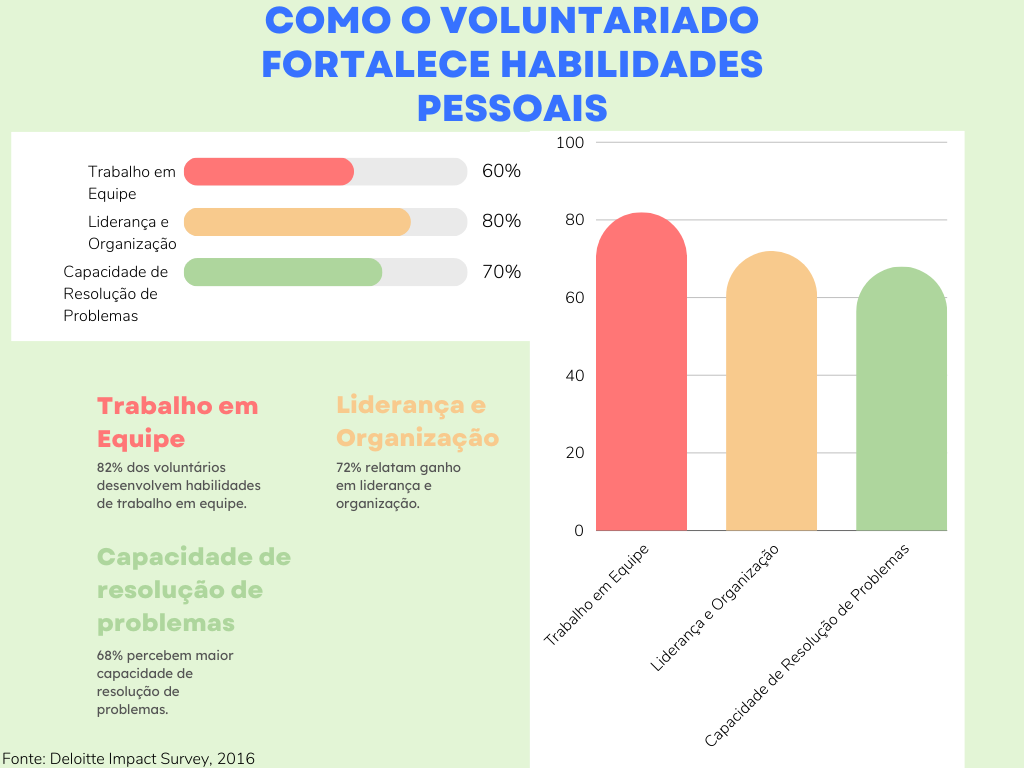 COMO O VOLUNTARIADO
FORTALECE HABILIDADES
PESSOAIS
Trabalho em
Equipe
60%
Liderança e
Organização
80%
Capacidade de
Resolução de
Problemas
70%
100
80
60
40
20
0
Trabalho em Equipe
Liderança e Organização
Capacidade de Resolução de Problemas
Trabalho em
Equipe
82% dos voluntários
desenvolvem habilidades
de trabalho em equipe.
Liderança e
Organização
72% relatam ganho
em liderança e
organização.
Capacidade de
resolução de
problemas
68% percebem maior
capacidade de
resolução de
problemas.
Fonte: Deloitte Impact Survey, 2016